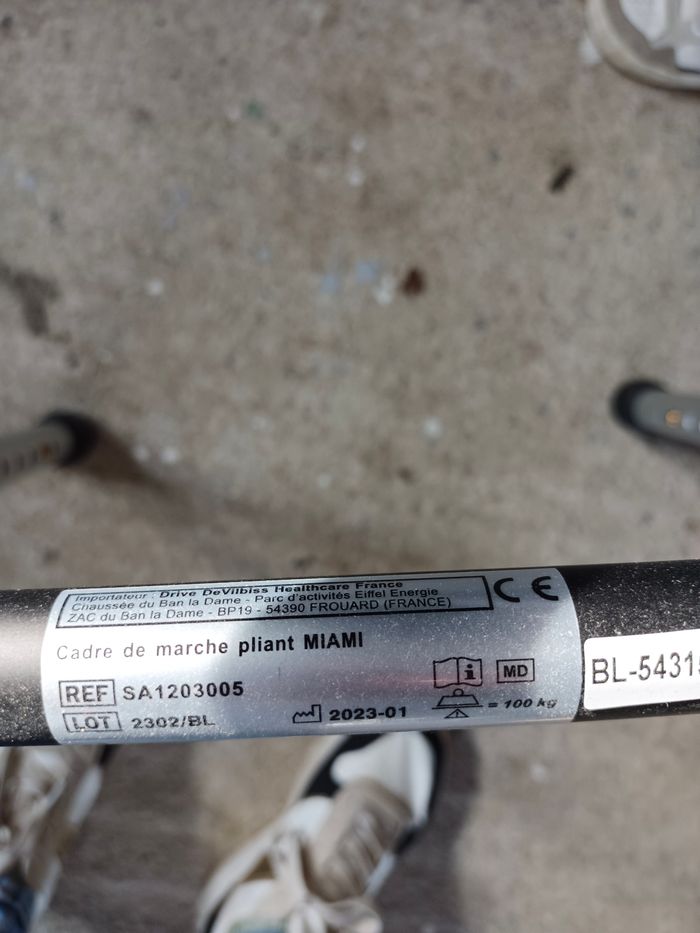 Importateur : Drive DeVilbiss Healthcare France
Chaussée du Ban la Dame - Parc d'activités Eiffel Energie
ZAC du Ban la Dame - BP19 - 54390 FROUARD (FRANCE)
CE
Cadre de marche pliant MIAMI
REF SA1203005
MD
LOT 2302/BL
2023-01
= 100 kg